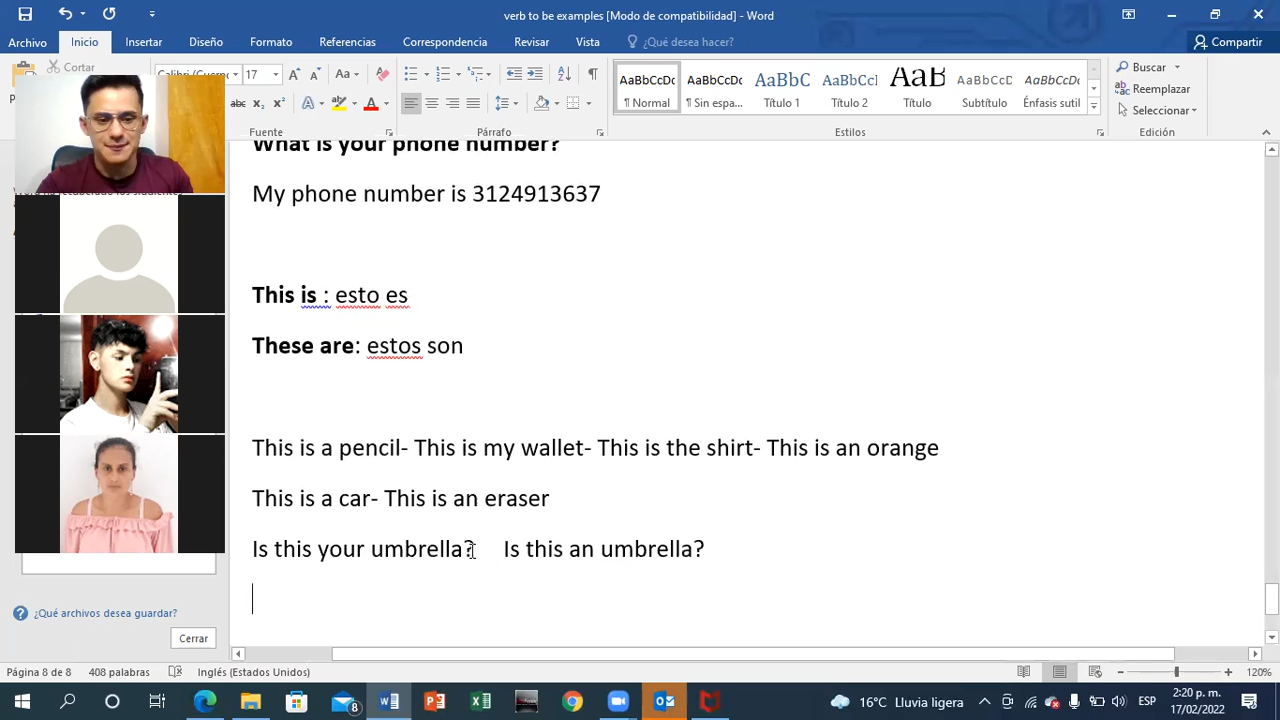 verb to be examples [Modo de compatibilidad] - Word
Archivo Inicio Insertar Diseño Formato Referencias Correspondencia Revisar Vista ¿Qué desea hacer? Compartir
Cortar
17 Aa
AaBbCcDc AaBbCcDc AaBbC AaBbCcI AaB AaBbCcD AaBbCcDc
¶ Normal ¶ Sin espa... Título 1 Título 2 Título Subtítulo Énfasis sutil
Buscar
Reemplazar
Seleccionar
Fuente Párrafo Estilos Edición
What is your phone number?
My phone number is 3124913637
This is : esto es
These are: estos son
This is a pencil- This is my wallet- This is the shirt- This is an orange
This is a car- This is an eraser
Is this your umbrella? Is this an umbrella?
¿Qué archivos desea guardar?
Cerrar
Página 8 de 8 408 palabras Inglés (Estados Unidos) 120%
8 16°C Lluvia ligera ESP 2:20 p. m.
17/02/2022